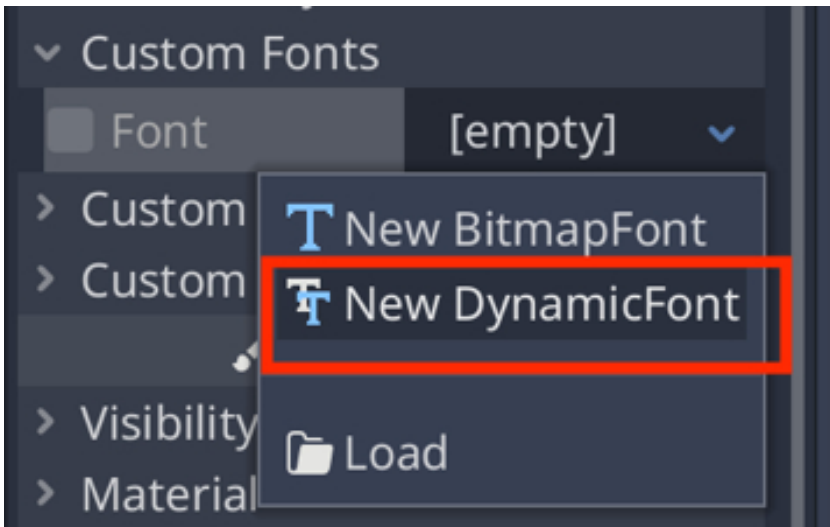 Custom Fonts
Font [empty]
Custom
New BitmapFont
Custom
New DynamicFont
Visibility
Load
Material